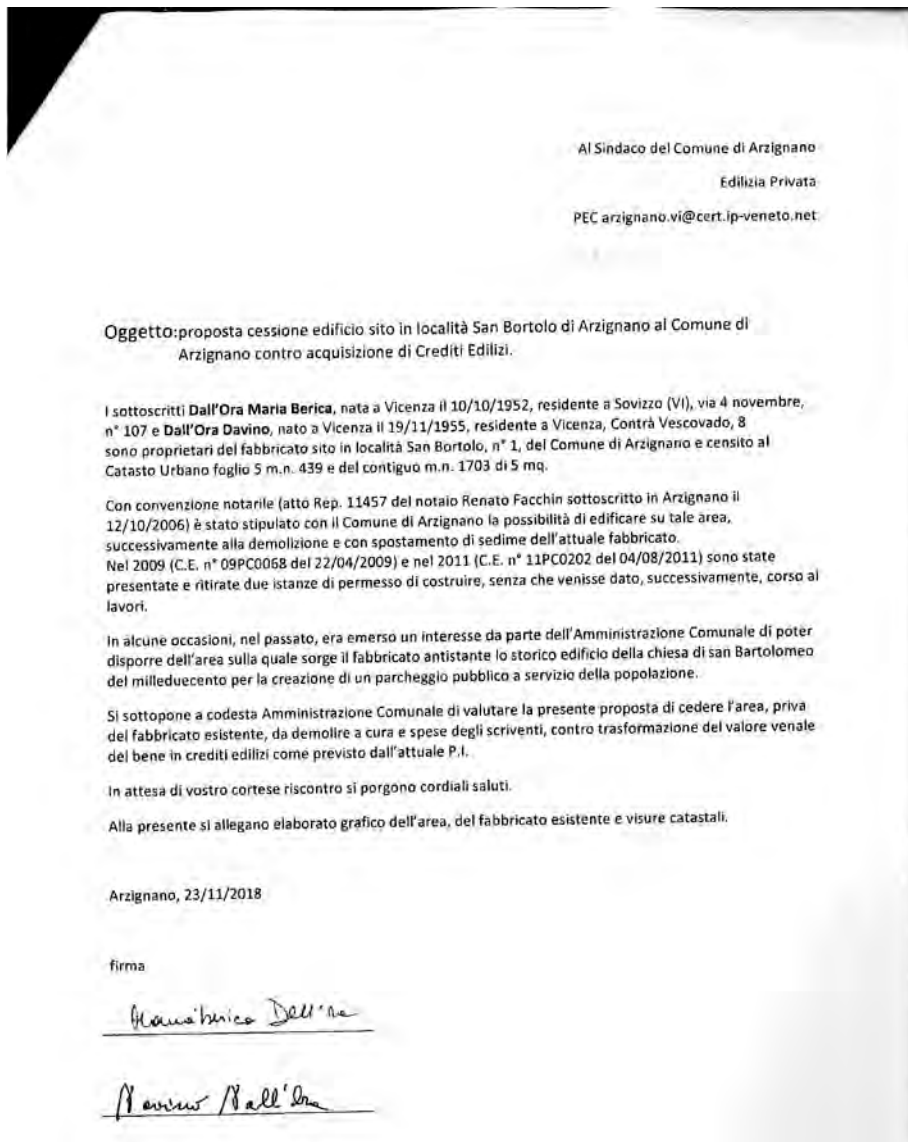 Al Sindaco del Comune di Arzignano
Edilizia Privata
PEC arzignano.vi@cert.ip-veneto.net
Oggetto:proposta cessione edificio sito in località San Bortolo di Arzignano al Comune di
Arzignano contro acquisizione di Crediti Edilizi.
I sottoscritti Dall'Ora Maria Berica, nata a Vicenza il 10/10/1952, residente a Sovizzo (VI), via 4 novembre,
n° 107 e Dall'Ora Davino, nato a Vicenza il 19/11/1955, residente a Vicenza, Contrà Vescovado, 8
sono proprietari del fabbricato sito in località San Bortolo, n° 1, del Comune di Arzignano e censito al
Catasto Urbano foglio 5 m.n. 439 e del contiguo m.n. 1703 di 5 mq.
Con convenzione notarile (atto Rep. 11457 del notaio Renato Facchin sottoscritto in Arzignano il
12/10/2006) è stato stipulato con il Comune di Arzignano la possibilità di edificare su tale area,
successivamente alla demolizione e con spostamento di sedime dell'attuale fabbricato.
Nel 2009 (C.E. n° 09PC0068 del 22/04/2009) e nel 2011 (C.E. n° 11PC0202 del 04/08/2011) sono state
presentate e ritirate due istanze di permesso di costruire, senza che venisse dato, successivamente, corso ai
lavori.
In alcune occasioni, nel passato, era emerso un interesse da parte dell'Amministrazione Comunale di poter
disporre dell'area sulla quale sorge il fabbricato antistante lo storico edificio della chiesa di san Bartolomeo
del milleduecento per la creazione di un parcheggio pubblico a servizio della popolazione.
Si sottopone a codesta Amministrazione Comunale di valutare la presente proposta di cedere l'area, priva
del fabbricato esistente, da demolire a cura e spese degli scriventi, contro trasformazione del valore venale
del bene in crediti edilizi come previsto dall'attuale P.I.
In attesa di vostro cortese riscontro si porgono cordiali saluti.
Alla presente si allegano elaborato grafico dell'area, del fabbricato esistente e visure catastali.
Arzignano, 23/11/2018
firma
Mariaberica Dall'Ora
Davino Dall'Ora